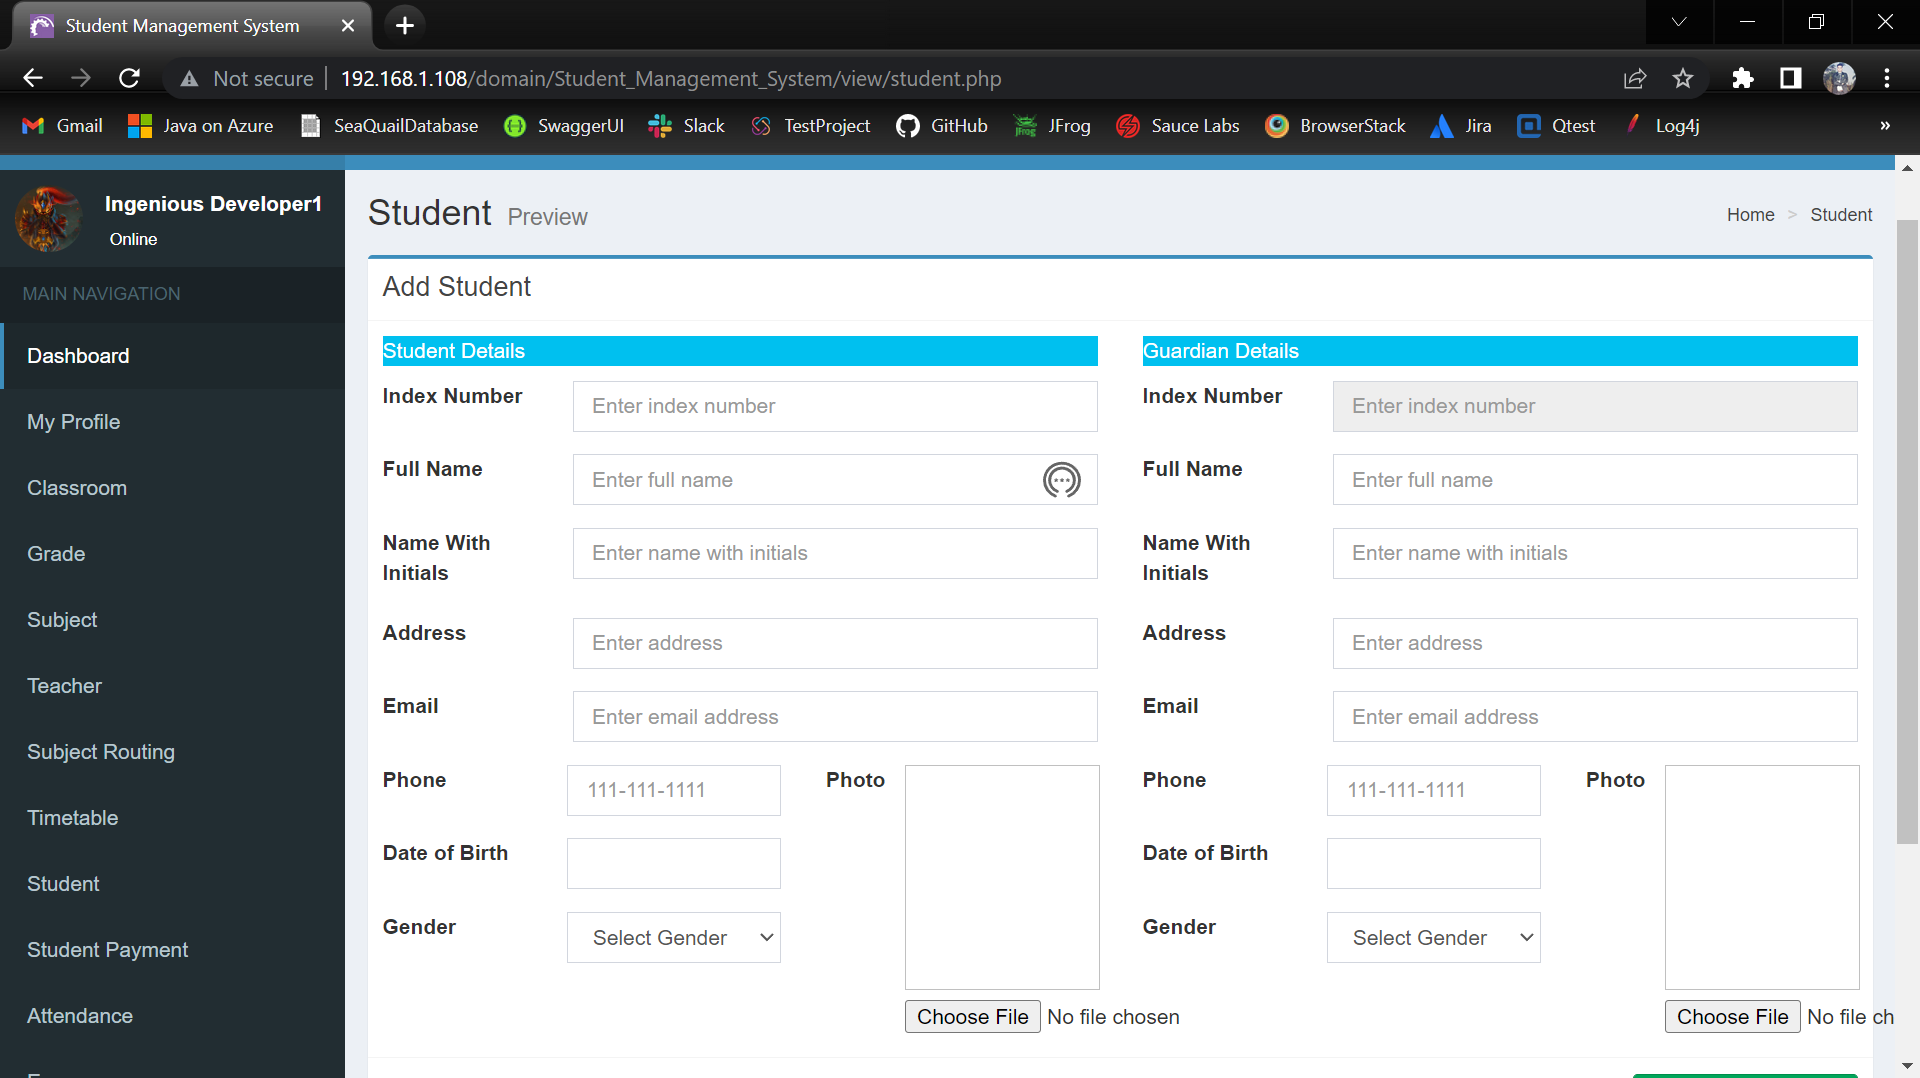 Student Management System
Not secure
192.168.1.108/domain/Student_Management_System/view/student.php
Gmail
Java on Azure
SeaQuailDatabase
SwaggerUI
Slack
TestProject
GitHub
JFrog
Sauce Labs
BrowserStack
Jira
Qtest
Log4j
»
Ingenious Developer1
Online
MAIN NAVIGATION
Dashboard
My Profile
Classroom
Grade
Subject
Teacher
Subject Routing
Timetable
Student
Student Payment
Attendance
Student Preview
Home > Student
Add Student
Student Details
Index Number
Enter index number
Full Name
Enter full name
Name With
Initials
Enter name with initials
Address
Enter address
Email
Enter email address
Phone
111-111-1111
Photo
Date of Birth
Gender
Select Gender
Choose File No file chosen
Guardian Details
Index Number
Enter index number
Full Name
Enter full name
Name With
Initials
Enter name with initials
Address
Enter address
Email
Enter email address
Phone
111-111-1111
Photo
Date of Birth
Gender
Select Gender
Choose File No file ch